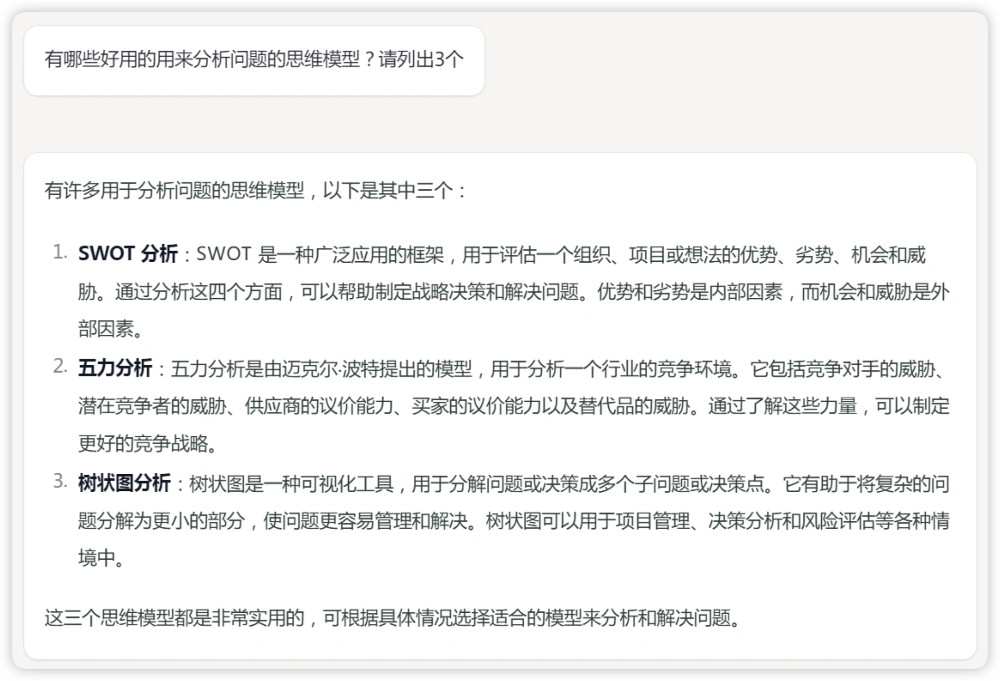 有哪些好用的用来分析问题的思维模型？请列出3个
有许多用于分析问题的思维模型，以下是其中三个：
1. SWOT 分析：SWOT 是一种广泛应用的框架，用于评估一个组织、项目或想法的优势、劣势、机会和威
胁。通过分析这四个方面，可以帮助制定战略决策和解决问题。优势和劣势是内部因素，而机会和威胁是外
部因素。
2. 五力分析：五力分析是由迈克尔·波特提出的模型，用于分析一个行业的竞争环境。它包括竞争对手的威胁、
潜在竞争者的威胁、供应商的议价能力、买家的议价能力以及替代品的威胁。通过了解这些力量，可以制定
更好的竞争战略。
3. 树状图分析：树状图是一种可视化工具，用于分解问题或决策成多个子问题或决策点。它有助于将复杂的问
题分解为更小的部分，使问题更容易管理和解决。树状图可以用于项目管理、决策分析和风险评估等各种情
境中。
这三个思维模型都是非常实用的，可根据具体情况选择适合的模型来分析和解决问题。